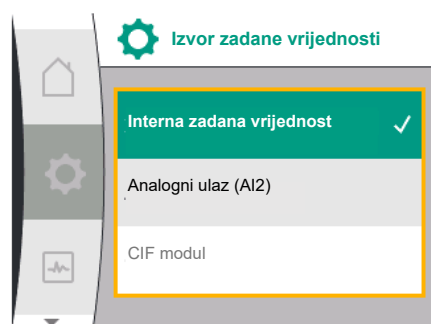 Izvor zadane vrijednosti
Interna zadana vrijednost
Analogni ulaz (AI2)
CIF modul